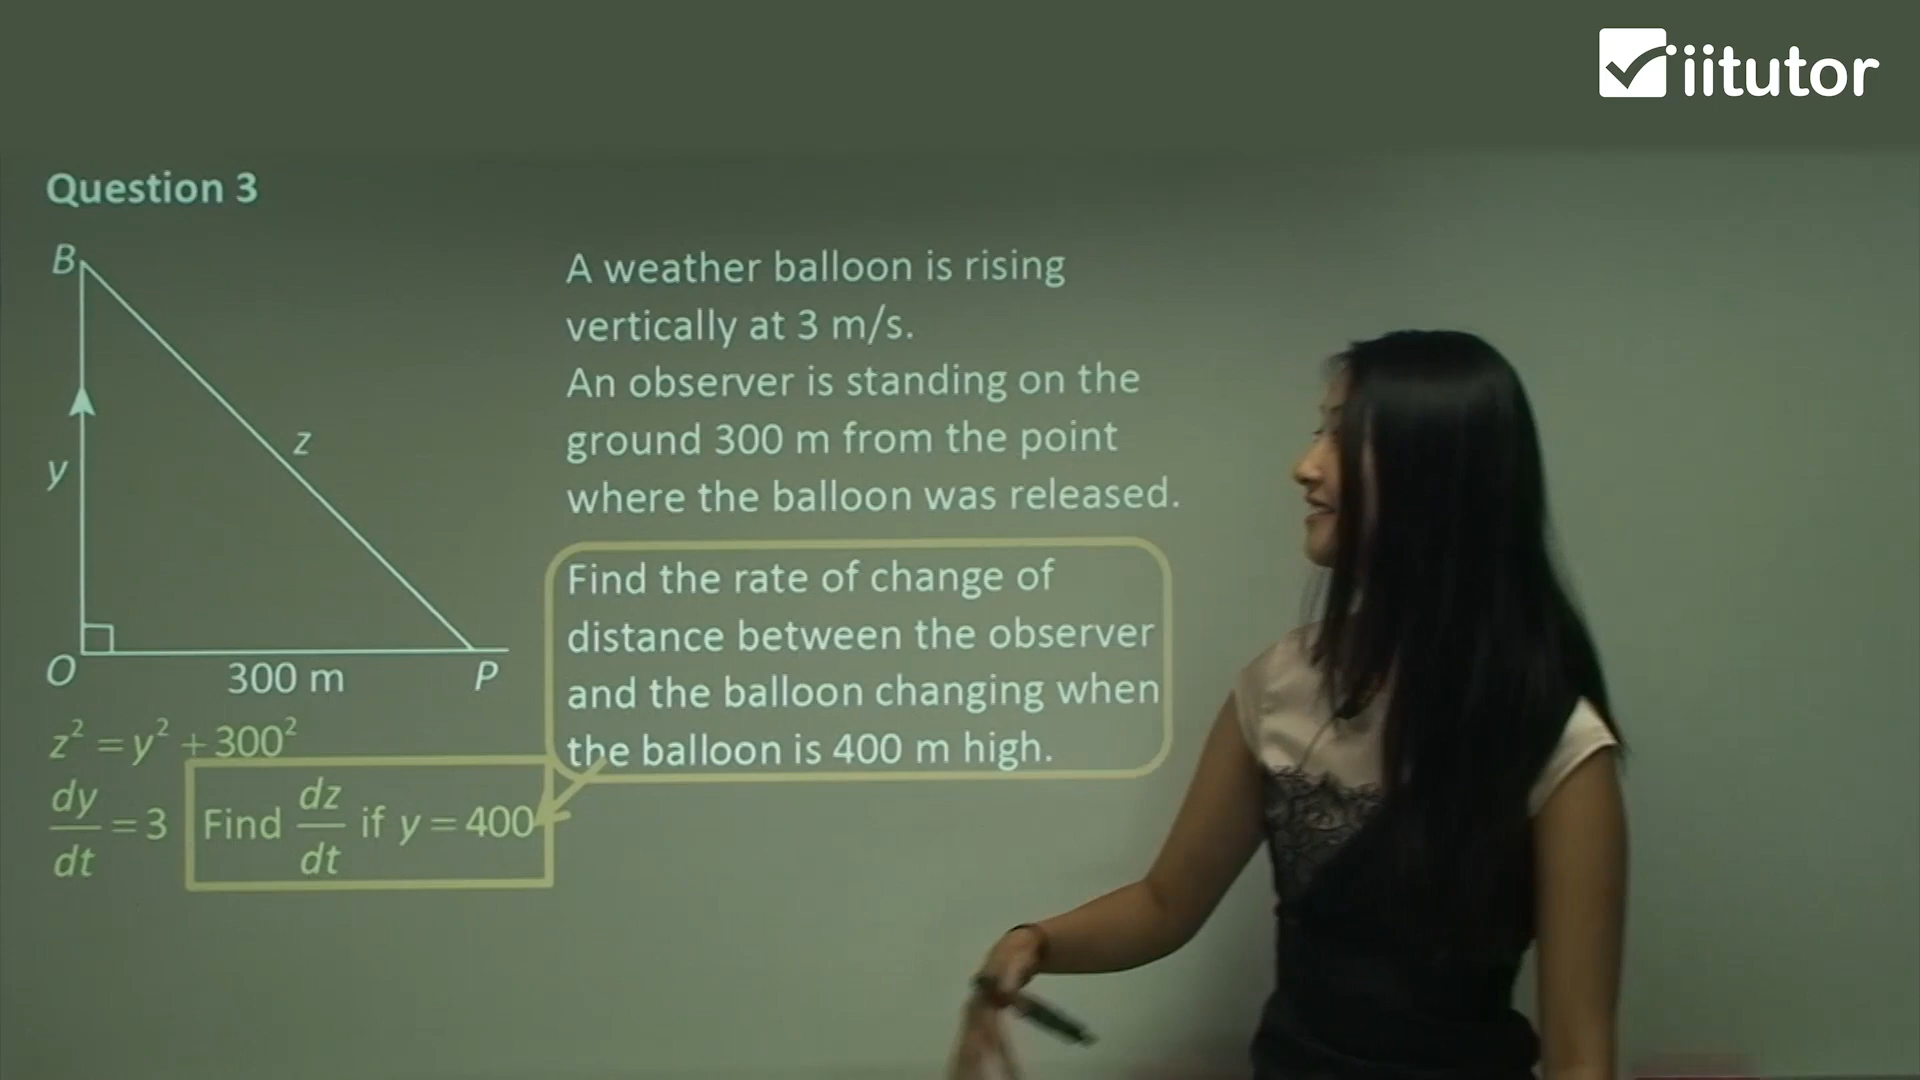 iitutor
Question 3
B
A weather balloon is rising
vertically at 3 m/s.
An observer is standing on the
ground 300 m from the point
where the balloon was released.
z
y
Find the rate of change of
distance between the observer
and the balloon changing when
the balloon is 400 m high.
O
300 m
P
z² = y² + 300²
dy/dt = 3
Find dz/dt if y = 400